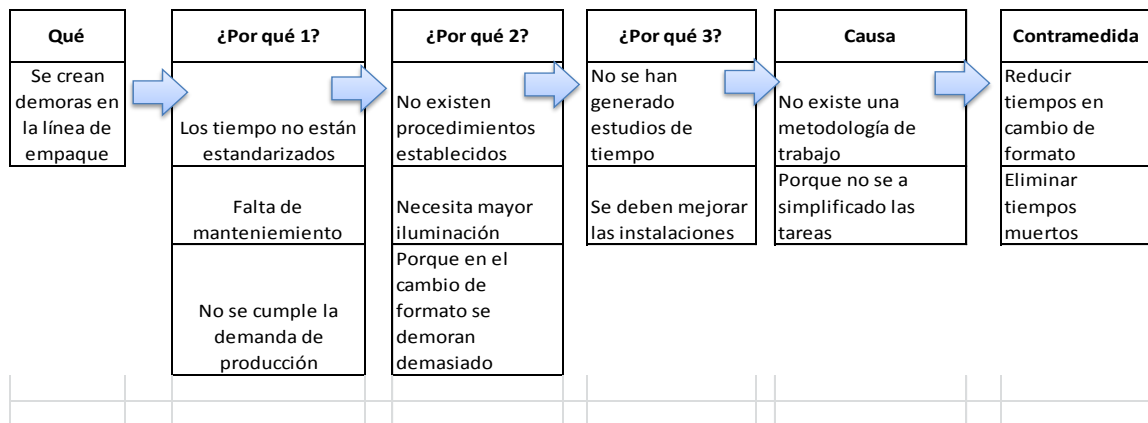 Qué
Se crean
demoras en
la línea de
empaque
¿Por qué 1?
Los tiempo no están
estandarizados
Falta de
manteniemiento
No se cumple la
demanda de
producción
¿Por qué 2?
No existen
procedimientos
establecidos
Necesita mayor
iluminación
Porque en el
cambio de
formato se
demoran
demasiado
¿Por qué 3?
No se han
generado
estudios de
tiempo
Se deben mejorar
las instalaciones
Causa
No existe una
metodología de
trabajo
Porque no se a
simplificado las
tareas
Contramedida
Reducir
tiempos en
cambio de
formato
Eliminar
tiempos
muertos